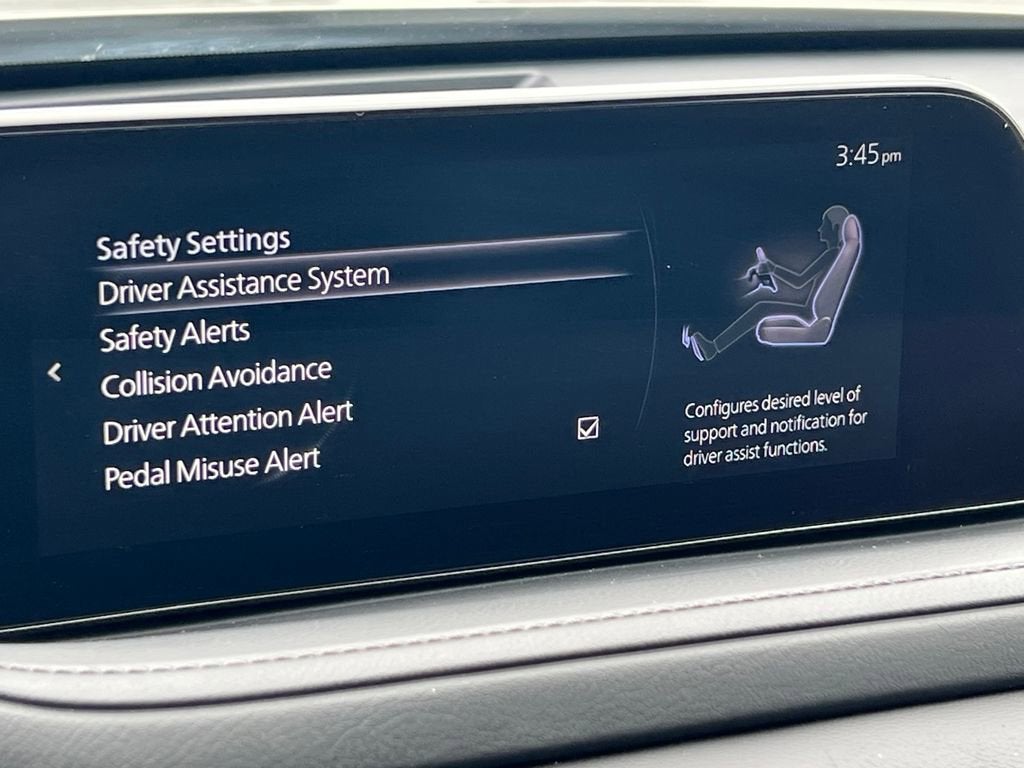 3:45pm
Safety Settings
Driver Assistance System
Safety Alerts
Collision Avoidance
Driver Attention Alert
Pedal Misuse Alert
Configures desired level of
support and notification for
driver assist functions.